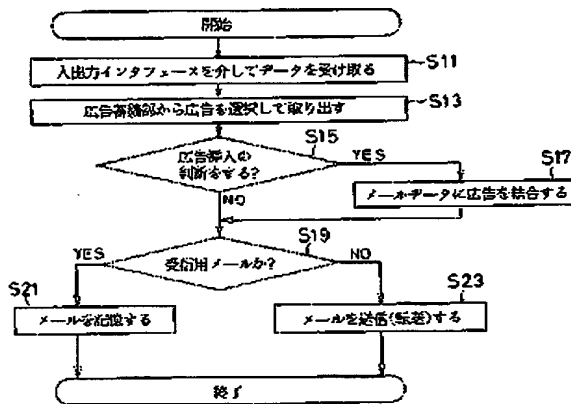 開始
入出力インタフェースを介してデータを受け取る
S11
広告蓄積部から広告を選択して取り出す
S13
広告挿入の
判断をする?
S15
YES
NO
メールデータに広告を結合する
S17
受信用メールか?
S19
YES
NO
S21
メールを記憶する
S23
メールを送信(転送)する
終了